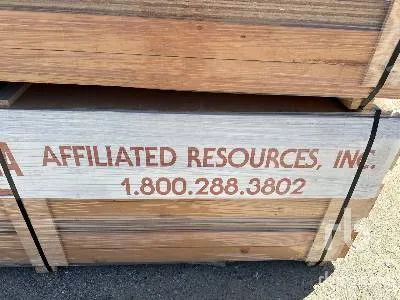 A AFFILIATED RESOURCES, INC.
1.800.288.3802